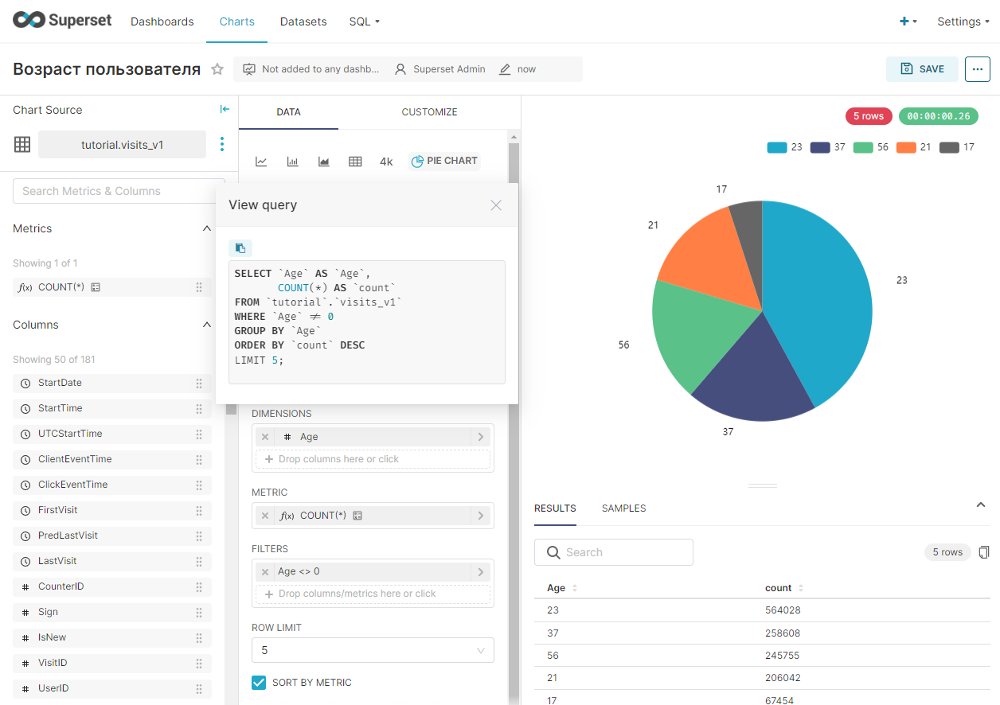 Superset Dashboards Charts Datasets SQL Settings
Возраст пользователя Not added to any dashb... Superset Admin now SAVE
Chart Source
tutorial.visits_v1
Search Metrics & Columns
Metrics
Showing 1 of 1
f(x) COUNT(*)
Columns
Showing 50 of 181
StartDate
StartTime
UTCStartTime
ClientEventTime
ClickEventTime
FirstVisit
PredLastVisit
LastVisit
# CounterID
# Sign
# IsNew
# VisitID
# UserID
DATA CUSTOMIZE
4k PIE CHART
View query
SELECT `Age` AS `Age`,
COUNT(*) AS `count`
FROM `tutorial`.`visits_v1`
WHERE `Age` ≠ 0
GROUP BY `Age`
ORDER BY `count` DESC
LIMIT 5;
DIMENSIONS
# Age
Drop columns here or click
METRIC
f(x) COUNT(*)
FILTERS
Age <> 0
Drop columns/metrics here or click
ROW LIMIT
5
SORT BY METRIC
5 rows 00:00:00.26
23 37 56 21 17
17
21
23
56
37
RESULTS SAMPLES
Search 5 rows
Age count
23 564028
37 258608
56 245755
21 206042
17 67454